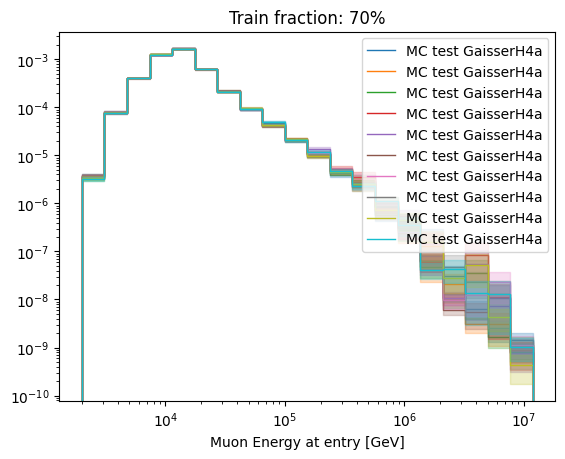 Train fraction: 70%
MC test GaisserH4a
MC test GaisserH4a
MC test GaisserH4a
MC test GaisserH4a
MC test GaisserH4a
MC test GaisserH4a
MC test GaisserH4a
MC test GaisserH4a
MC test GaisserH4a
MC test GaisserH4a
10⁻³
10⁻⁴
10⁻⁵
10⁻⁶
10⁻⁷
10⁻⁸
10⁻⁹
10⁻¹⁰
10⁴ 10⁵ 10⁶ 10⁷
Muon Energy at entry [GeV]